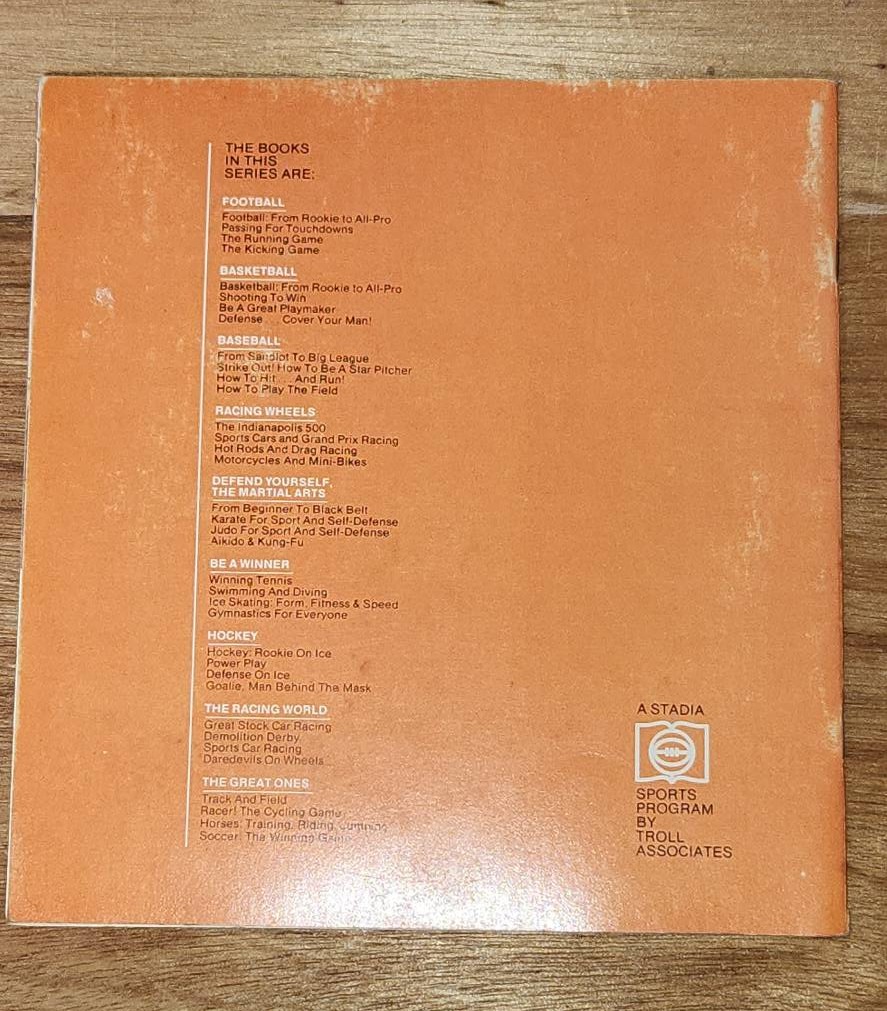 THE BOOKS
IN THIS
SERIES ARE:
FOOTBALL
Football: From Rookie to All-Pro
Passing For Touchdowns
The Running Game
The Kicking Game
BASKETBALL
Basketball: From Rookie to All-Pro
Shooting To Win
Be A Great Playmaker
Defense . . . Cover Your Man!
BASEBALL
From Sandlot To Big League
Strike Out! How To Be A Star Pitcher
How To Hit . . . And Run!
How To Play The Field
RACING WHEELS
The Indianapolis 500
Sports Cars and Grand Prix Racing
Hot Rods And Drag Racing
Motorcycles And Mini-Bikes
DEFEND YOURSELF,
THE MARTIAL ARTS
From Beginner To Black Belt
Karate For Sport And Self-Defense
Judo For Sport And Self-Defense
Aikido & Kung-Fu
BE A WINNER
Winning Tennis
Swimming And Diving
Ice Skating: Form, Fitness & Speed
Gymnastics For Everyone
HOCKEY
Hockey: Rookie On Ice
Power Play
Defense On Ice
Goalie, Man Behind The Mask
THE RACING WORLD
Great Stock Car Racing
Demolition Derby
Sports Car Racing
Daredevils On Wheels
THE GREAT ONES
Track And Field
Racer! The Cycling Game
Horses: Training, Riding, Jumping
Soccer: The Winning Game
A STADIA
SPORTS
PROGRAM
BY
TROLL
ASSOCIATES